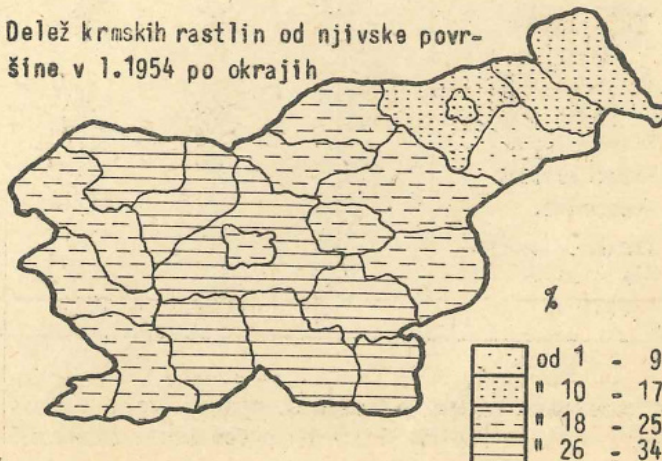 Delež krmskih rastlin od njivske povr-
šine v l.1954 po okrajih
%
od 1 - 9
" 10 - 17
" 18 - 25
" 26 - 34